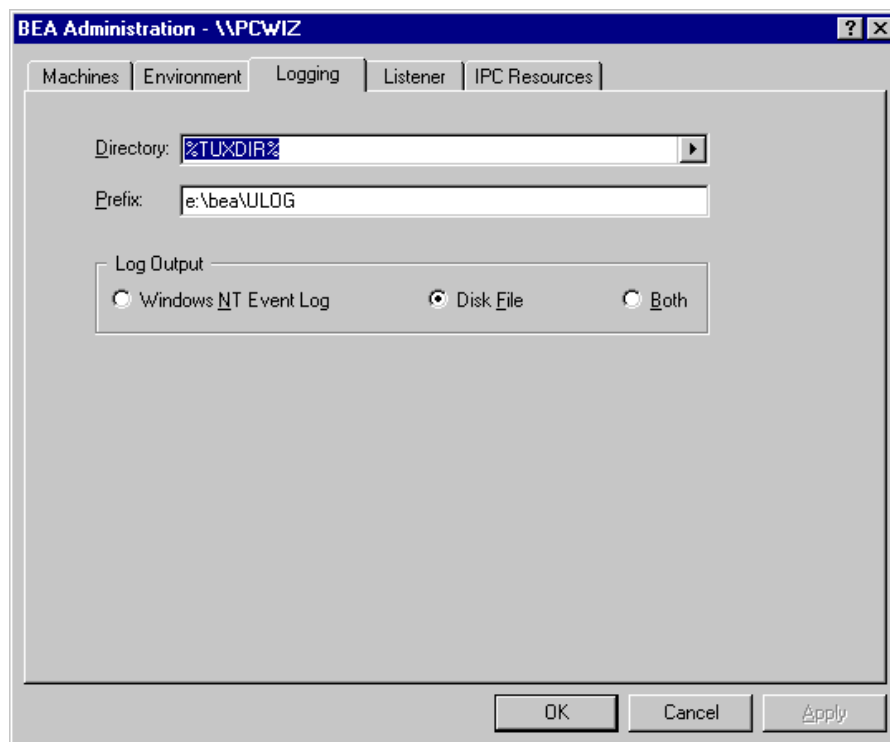 BEA Administration - \\PCWIZ
Machines Environment Logging Listener IPC Resources
Directory: %TUXDIR%
Prefix: e:\bea\ULOG
Log Output
Windows NT Event Log Disk File Both
OK Cancel Apply